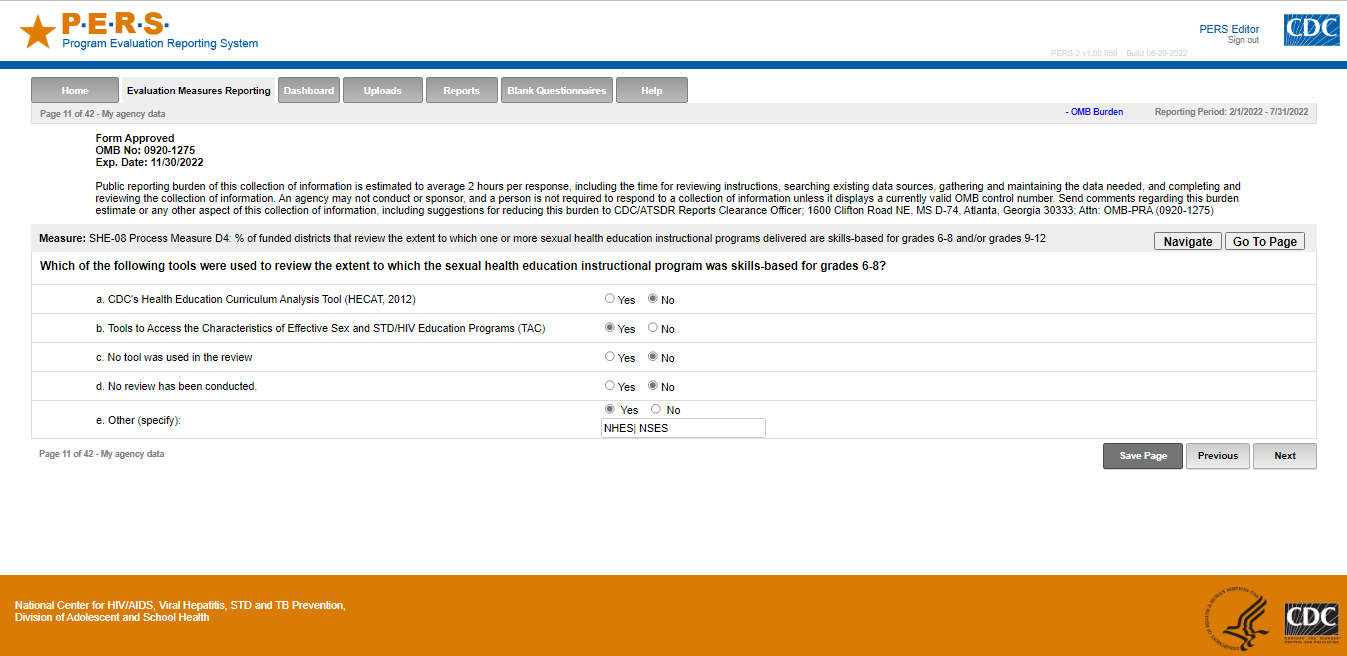 P·E·R·S·
Program Evaluation Reporting System
PERS Editor
Sign out
CDC
PERS-2 v1.00.056 Build 08-29-2022
Home Evaluation Measures Reporting Dashboard Uploads Reports Blank Questionnaires Help
Page 11 of 42 - My agency data - OMB Burden Reporting Period: 2/1/2022 - 7/31/2022
Form Approved
OMB No: 0920-1275
Exp. Date: 11/30/2022
Public reporting burden of this collection of information is estimated to average 2 hours per response, including the time for reviewing instructions, searching existing data sources, gathering and maintaining the data needed, and completing and
reviewing the collection of information. An agency may not conduct or sponsor, and a person is not required to respond to a collection of information unless it displays a currently valid OMB control number. Send comments regarding this burden
estimate or any other aspect of this collection of information, including suggestions for reducing this burden to CDC/ATSDR Reports Clearance Officer; 1600 Clifton Road NE, MS D-74, Atlanta, Georgia 30333; Attn: OMB-PRA (0920-1275)
Measure: SHE-08 Process Measure D4: % of funded districts that review the extent to which one or more sexual health education instructional programs delivered are skills-based for grades 6-8 and/or grades 9-12
Navigate Go To Page
Which of the following tools were used to review the extent to which the sexual health education instructional program was skills-based for grades 6-8?
a. CDC's Health Education Curriculum Analysis Tool (HECAT, 2012) Yes No
b. Tools to Access the Characteristics of Effective Sex and STD/HIV Education Programs (TAC) Yes No
c. No tool was used in the review Yes No
d. No review has been conducted. Yes No
e. Other (specify): Yes No
NHES| NSES
Page 11 of 42 - My agency data Save Page Previous Next
National Center for HIV/AIDS, Viral Hepatitis, STD and TB Prevention,
Division of Adolescent and School Health
CDC